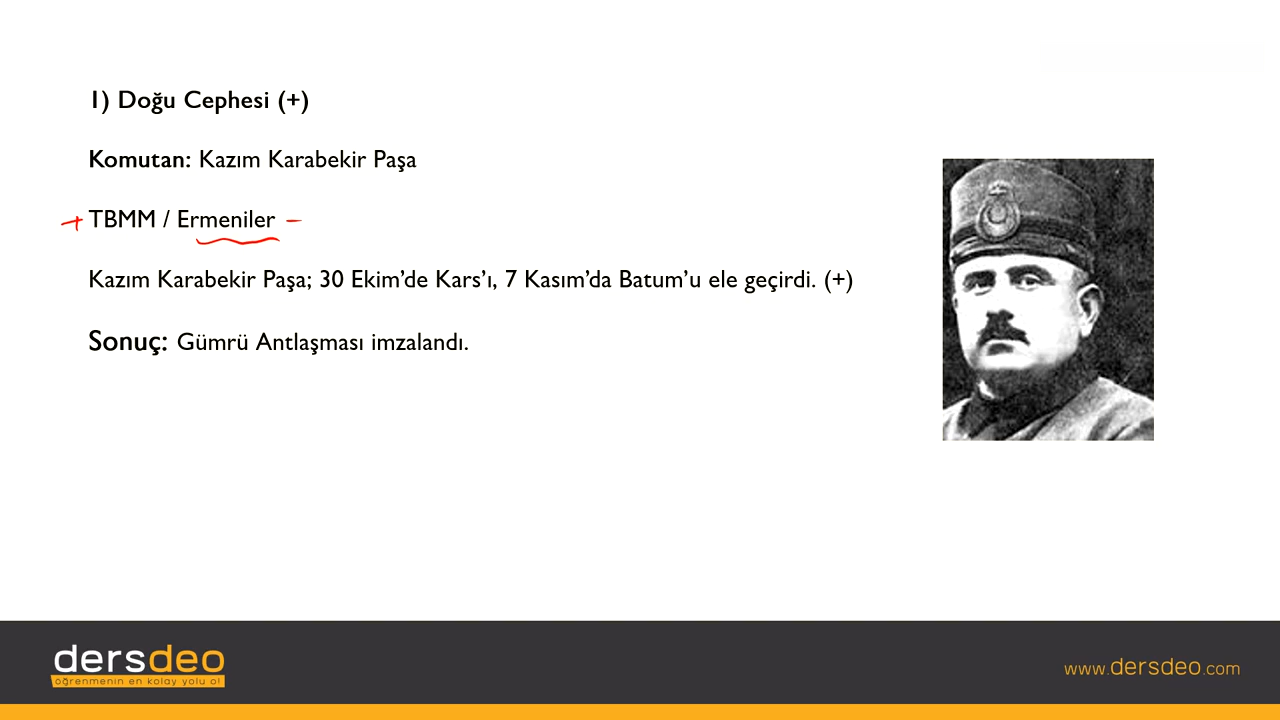 1) Doğu Cephesi (+)
Komutan: Kazım Karabekir Paşa
+ TBMM / Ermeniler -
Kazım Karabekir Paşa; 30 Ekim’de Kars’ı, 7 Kasım’da Batum’u ele geçirdi. (+)
Sonuç: Gümrü Antlaşması imzalandı.
dersdeo
öğrenmenin en kolay yolu o!
www.dersdeo.com